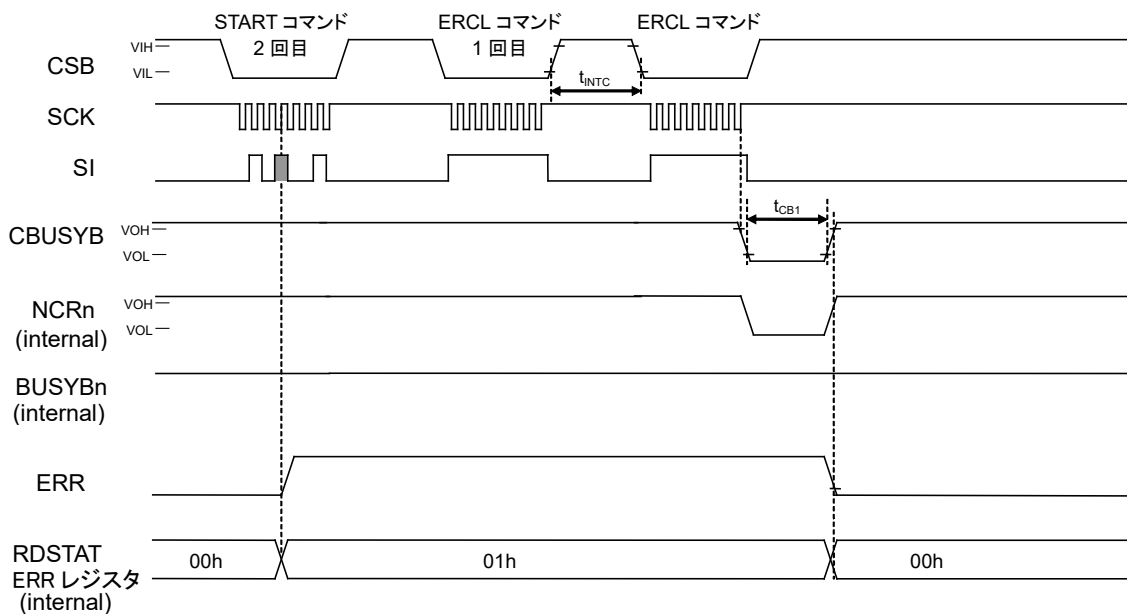 START コマンド
2 回目
ERCL コマンド
1 回目
ERCL コマンド
CSB
VIH
VIL
tINTC
SCK
SI
CBUSYB
VOH
VOL
tCB1
NCRn
(internal)
VOH
VOL
BUSYBn
(internal)
ERR
RDSTAT
ERR レジスタ
(internal)
00h
01h
00h